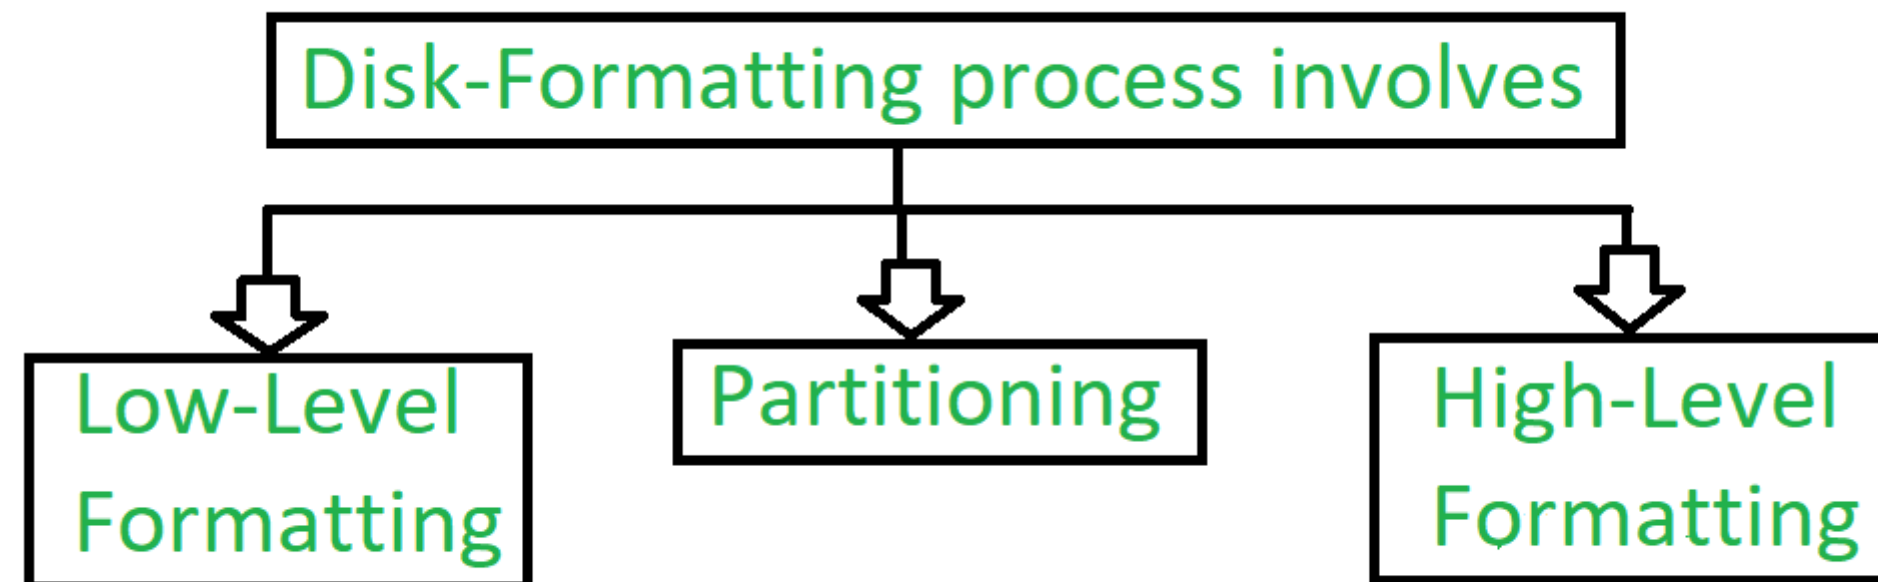 Disk-Formatting process involves
Low-Level
Formatting
Partitioning
High-Level
Formatting